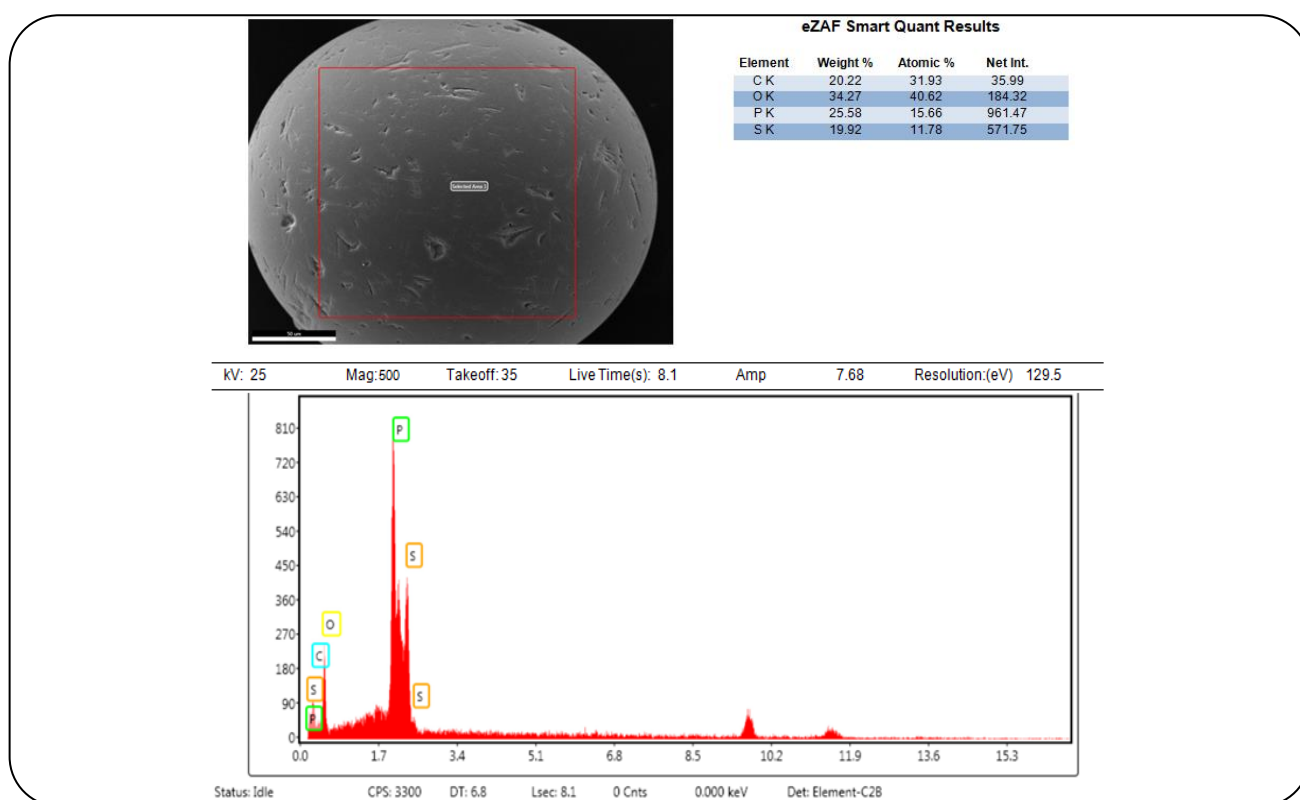 eZAF Smart Quant Results
Element Weight % Atomic % Net Int.
C K 20.22 31.93 35.99
O K 34.27 40.62 184.32
P K 25.58 15.66 961.47
S K 19.92 11.78 571.75
Selected Area 1
50 um
kV: 25 Mag:500 Takeoff: 35 Live Time(s): 8.1 Amp 7.68 Resolution:(eV) 129.5
810
720
630
540
450
360
270
180
90
0
P
S
O
C
S
S
P
0.0 1.7 3.4 5.1 6.8 8.5 10.2 11.9 13.6 15.3
Status: Idle CPS: 3300 DT: 6.8 Lsec: 8.1 0 Cnts 0.000 keV Det: Element-C2B